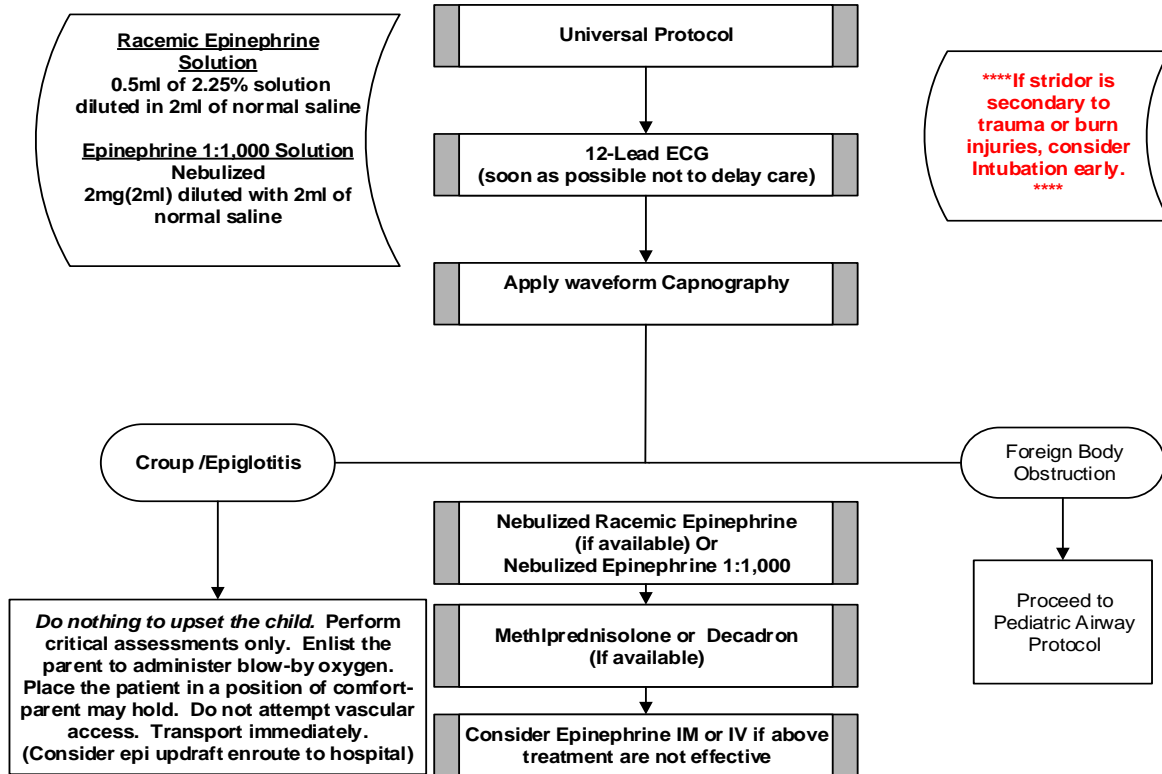 Racemic Epinephrine
Solution
0.5ml of 2.25% solution
diluted in 2ml of normal saline
Epinephrine 1:1,000 Solution
Nebulized
2mg(2ml) diluted with 2ml of
normal saline
Universal Protocol
12-Lead ECG
(soon as possible not to delay care)
Apply waveform Capnography
****If stridor is
secondary to
trauma or burn
injuries, consider
Intubation early.
****
Croup /Epiglotitis
Do nothing to upset the child. Perform
critical assessments only. Enlist the
parent to administer blow-by oxygen.
Place the patient in a position of comfort-
parent may hold. Do not attempt vascular
access. Transport immediately.
(Consider epi updraft enroute to hospital)
Nebulized Racemic Epinephrine
(if available) Or
Nebulized Epinephrine 1:1,000
Methlprednisolone or Decadron
(If available)
Consider Epinephrine IM or IV if above
treatment are not effective
Foreign Body
Obstruction
Proceed to
Pediatric Airway
Protocol